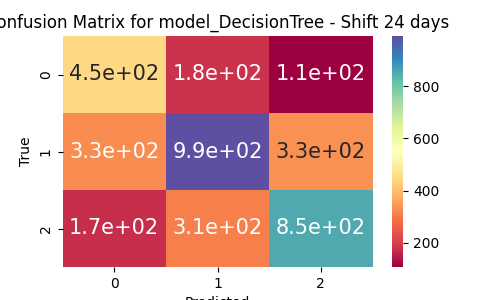 onfusion Matrix for model_DecisionTree - Shift 24 days
0 4.5e+02 1.8e+02 1.1e+02
1 3.3e+02 9.9e+02 3.3e+02
2 1.7e+02 3.1e+02 8.5e+02
0 1 2
True
Predicted
800
600
400
200